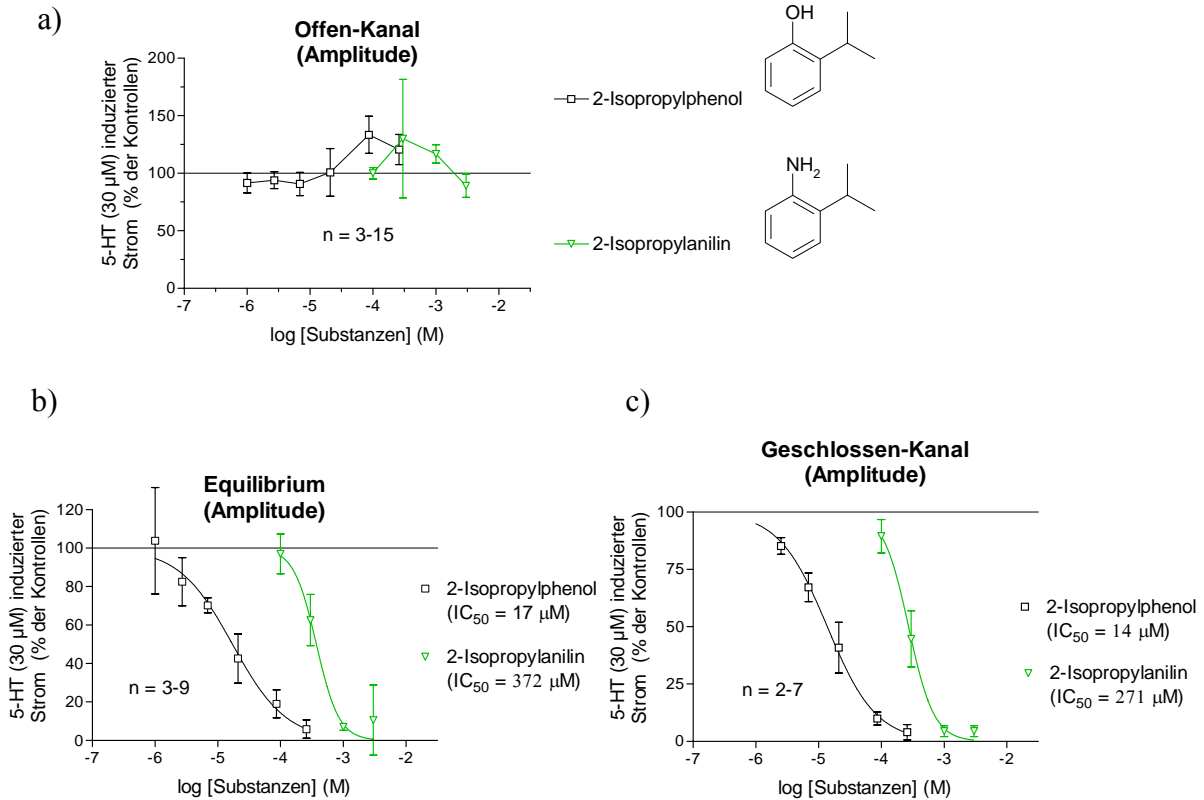 a)
Offen-Kanal
(Amplitude)
5-HT (30 µM) induzierter
Strom (% der Kontrollen)
200
150
100
50
0
n = 3-15
-7
-6
-5
-4
-3
-2
log [Substanzen] (M)
2-Isopropylphenol
OH
2-Isopropylanilin
NH2
b)
Equilibrium
(Amplitude)
5-HT (30 µM) induzierter
Strom (% der Kontrollen)
120
100
80
60
40
20
0
n = 3-9
-7
-6
-5
-4
-3
-2
log [Substanzen] (M)
2-Isopropylphenol
(IC50 = 17 µM)
2-Isopropylanilin
(IC50 = 372 µM)
c)
Geschlossen-Kanal
(Amplitude)
5-HT (30 µM) induzierter
Strom (% der Kontrollen)
100
75
50
25
0
n = 2-7
-7
-6
-5
-4
-3
-2
log [Substanzen] (M)
2-Isopropylphenol
(IC50 = 14 µM)
2-Isopropylanilin
(IC50 = 271 µM)